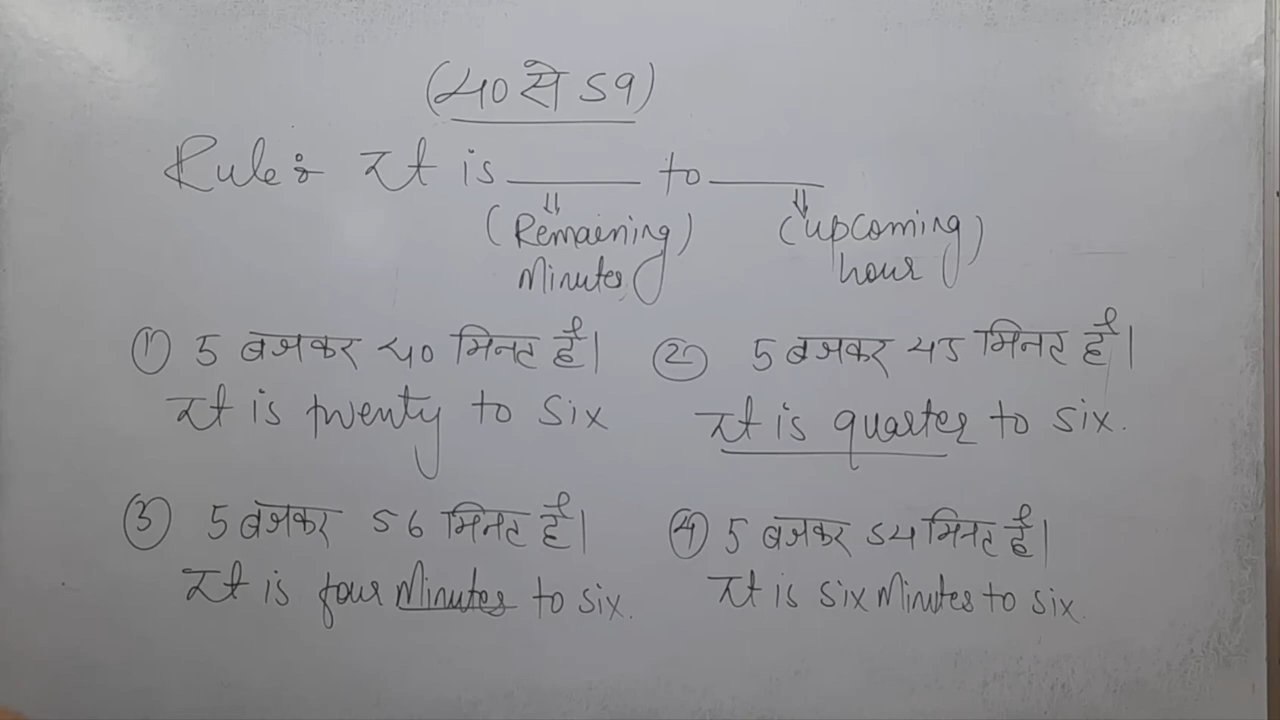 (40 से 59)
Rule: It is ______ to ______
(Remaining Minutes) (upcoming hour)
① 5 बजकर 40 मिनट है।
It is twenty to six
② 5 बजकर 45 मिनट है।
It is quarter to six.
③ 5 बजकर 56 मिनट है।
It is four Minutes to six.
④ 5 बजकर 54 मिनट है।
It is six Minutes to six.